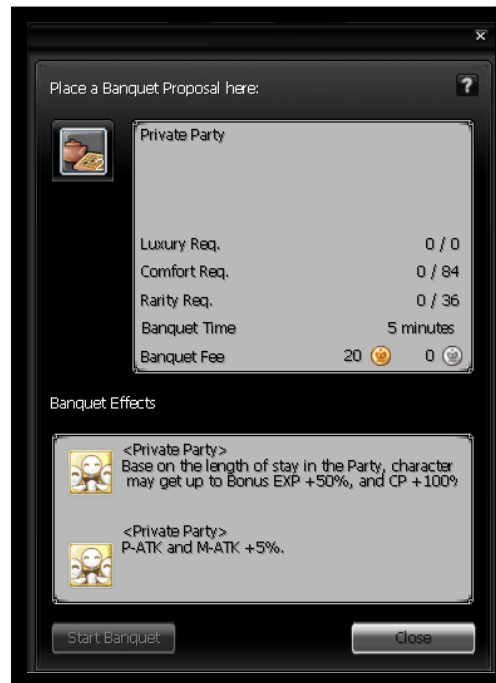 ×
Place a Banquet Proposal here:
?
2
Private Party
Luxury Req. 0 / 0
Comfort Req. 0 / 84
Rarity Req. 0 / 36
Banquet Time 5 minutes
Banquet Fee 20 0
Banquet Effects
<Private Party>
Base on the length of stay in the Party, character
may get up to Bonus EXP +50%, and CP +100%
<Private Party>
P-ATK and M-ATK +5%.
Start Banquet Close